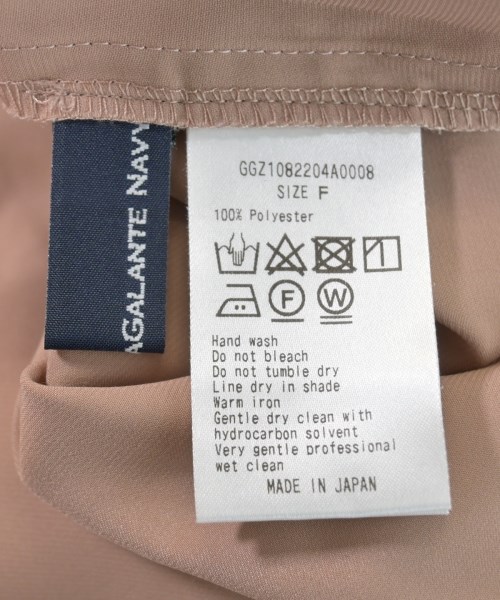 AGALANTE NAVY
GGZ1082204A0008
SIZE F
100% Polyester
F
W
Hand wash
Do not bleach
Do not tumble dry
Line dry in shade
Warm iron
Gentle dry clean with
hydrocarbon solvent
Very gentle professional
wet clean
MADE IN JAPAN